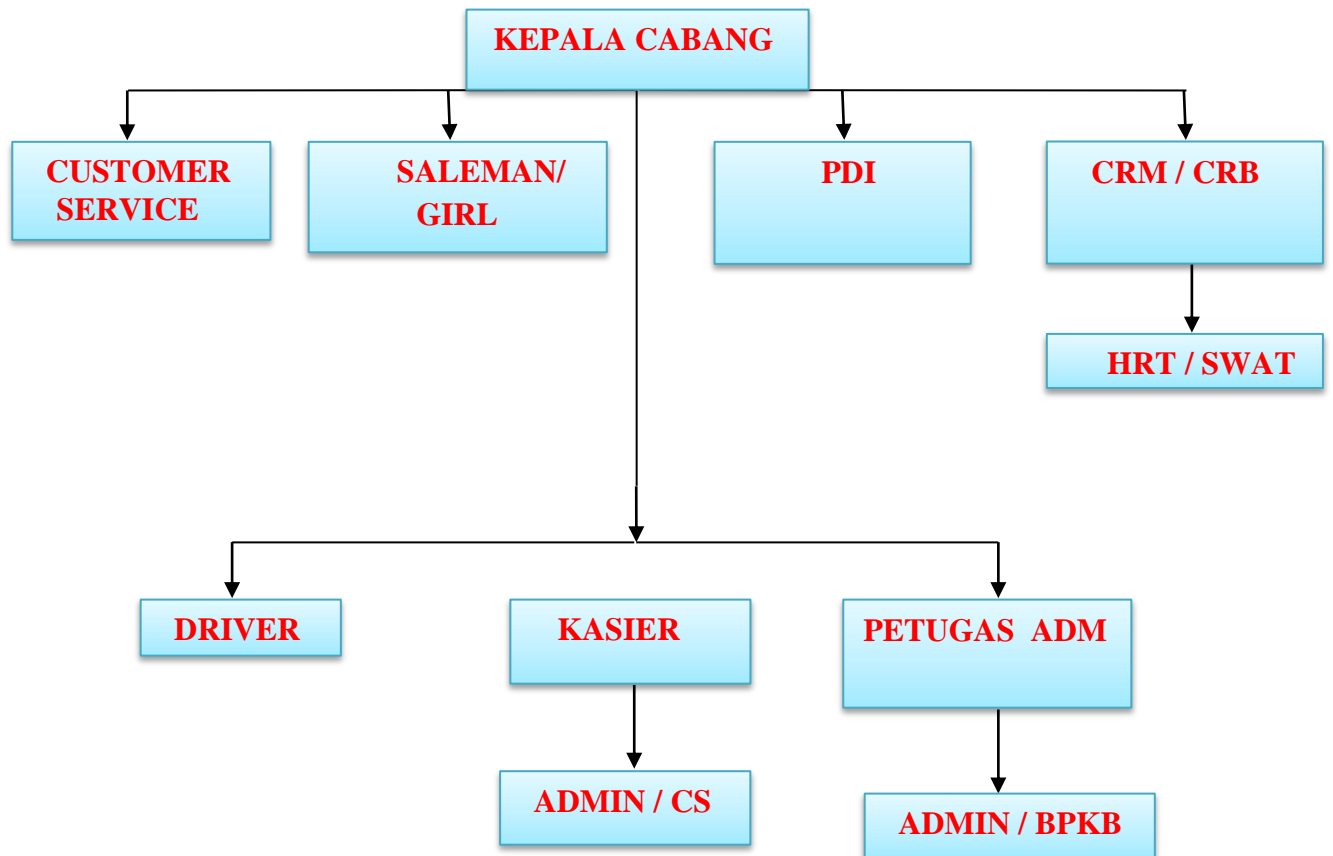 KEPALA CABANG
CUSTOMER
SERVICE
SALEMAN/
GIRL
PDI
CRM / CRB
HRT / SWAT
DRIVER
KASIER
PETUGAS ADM
ADMIN / CS
ADMIN / BPKB